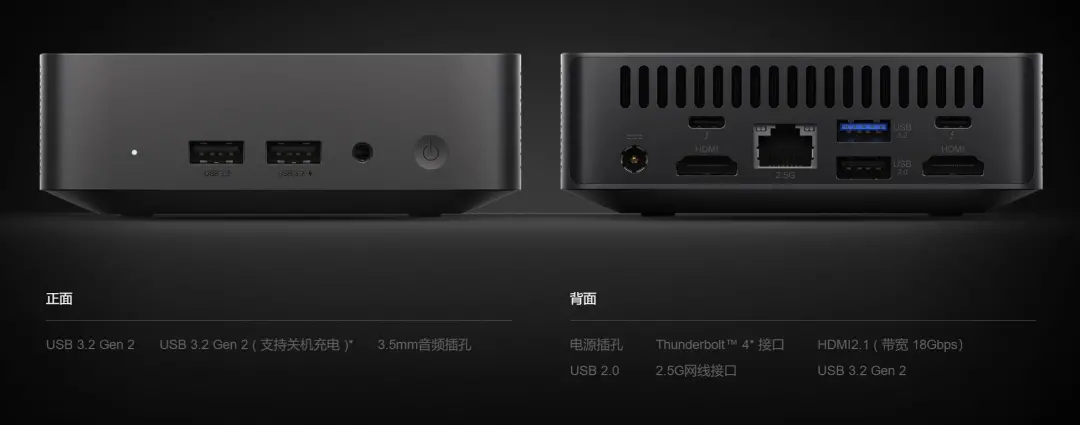 HDMI
2.5G
USB
USB
2.0
HDMI
正面
USB 3.2 Gen 2
USB 3.2 Gen 2 ( 支持关机充电 )*
3.5mm音频插孔
背面
电源插孔
Thunderbolt™ 4* 接口
HDMI2.1 ( 带宽 18Gbps)
USB 2.0
2.5G网线接口
USB 3.2 Gen 2